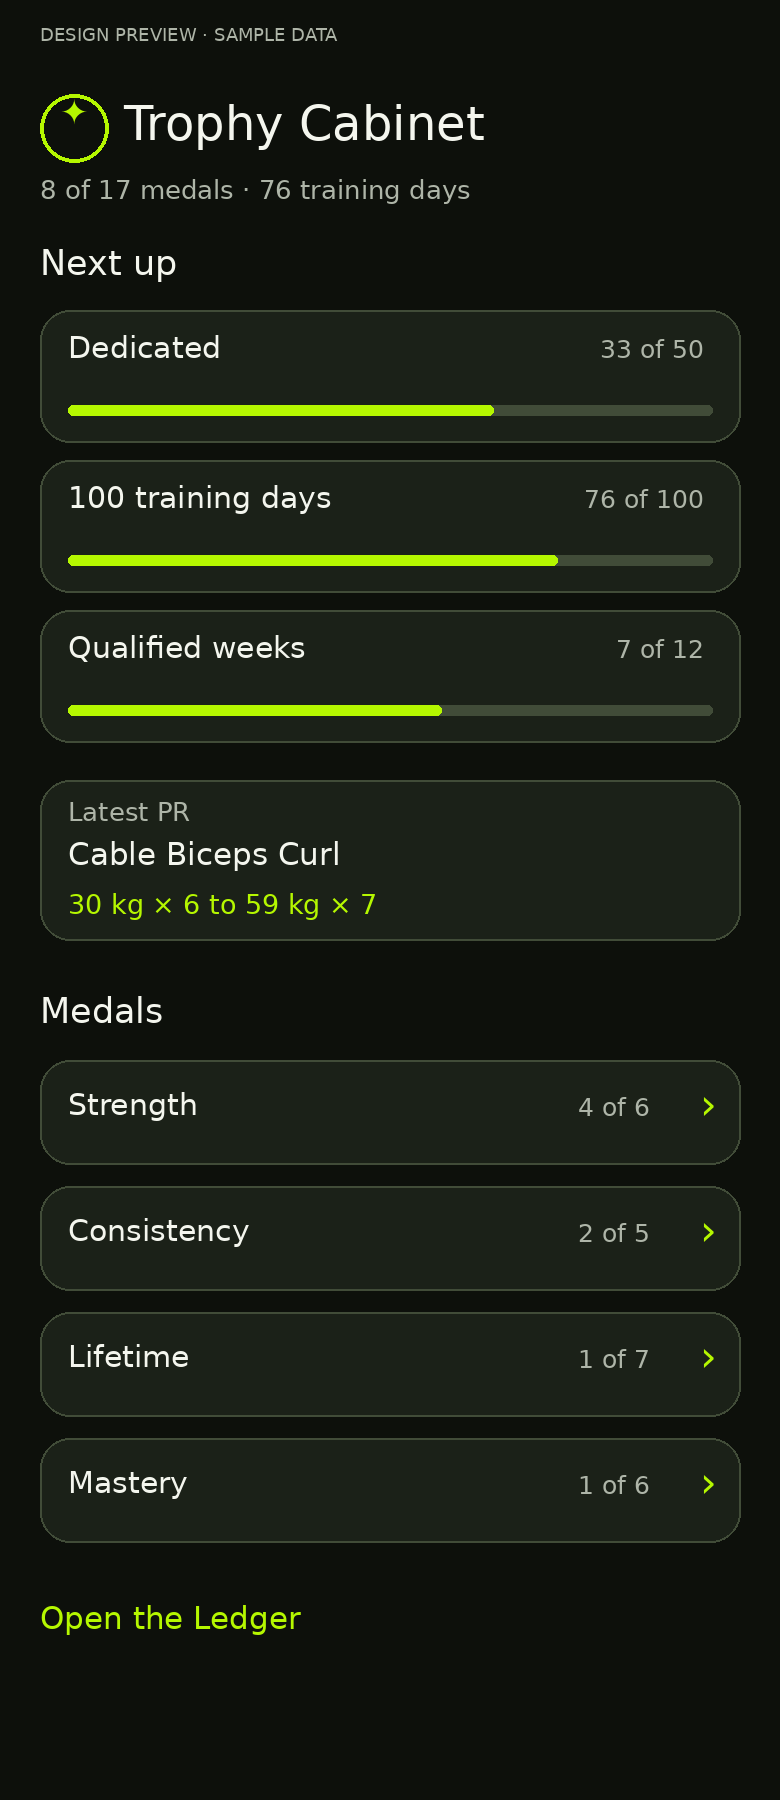 DESIGN PREVIEW · SAMPLE DATA
Trophy Cabinet
8 of 17 medals · 76 training days
Next up
Dedicated 33 of 50
100 training days 76 of 100
Qualified weeks 7 of 12
Latest PR
Cable Biceps Curl
30 kg × 6 to 59 kg × 7
Medals
Strength 4 of 6 ›
Consistency 2 of 5 ›
Lifetime 1 of 7 ›
Mastery 1 of 6 ›
Open the Ledger